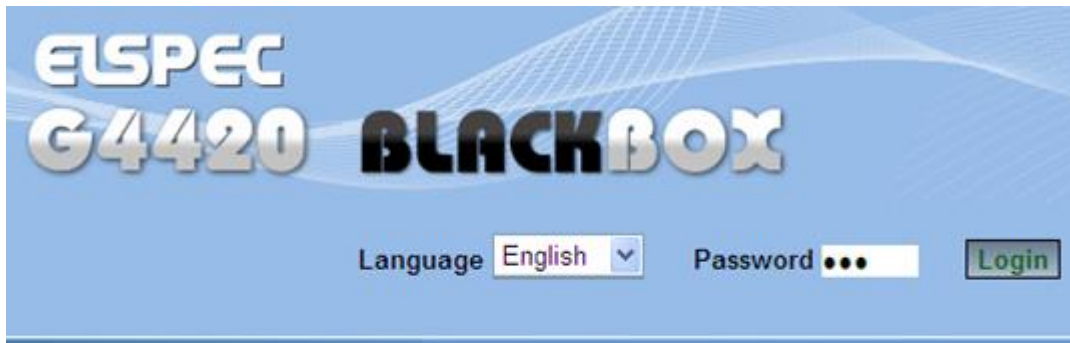 ELSPEC
G4420 BLACKBOX
Language English Password ••• Login